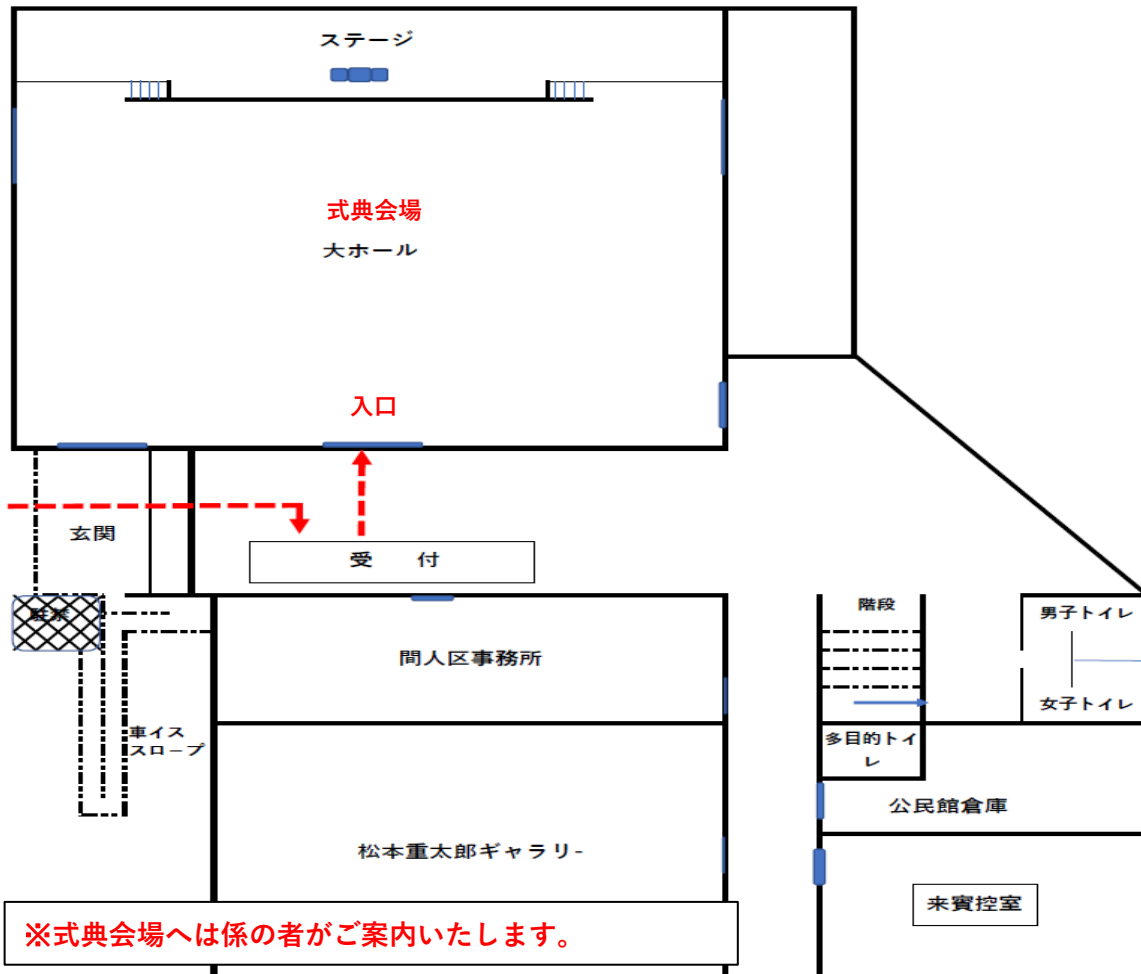 ステージ
式典会場
大ホール
入口
玄関
受　付
駐禁
階段
男子トイレ
間人区事務所
女子トイレ
車イス
スロープ
多目的トイ
レ
公民館倉庫
松本重太郎ギャラリ-
来賓控室
※式典会場へは係の者がご案内いたします。